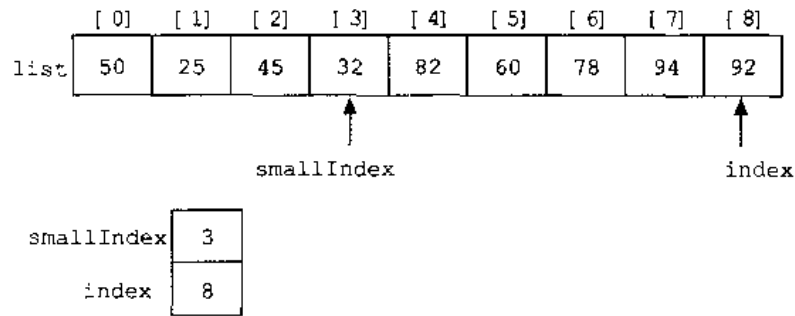 [ 0] [ 1] [ 2] [ 3] [ 4] [ 5] [ 6] [ 7] [ 8]
list 50 25 45 32 82 60 78 94 92
smallIndex index
smallIndex 3
index 8